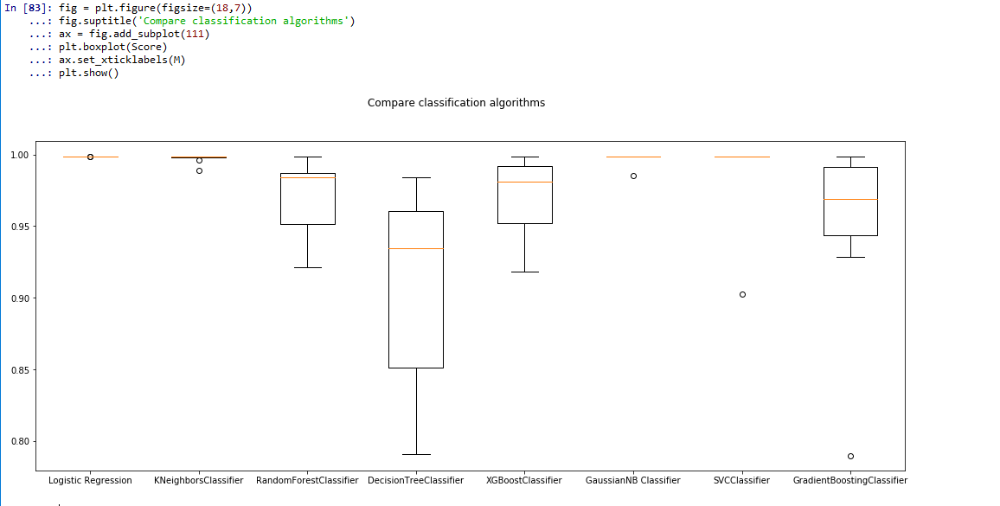 In [83]: fig = plt.figure(figsize=(18,7))
...: fig.suptitle('Compare classification algorithms')
...: ax = fig.add_subplot(111)
...: plt.boxplot(Score)
...: ax.set_xticklabels(M)
...: plt.show()
Compare classification algorithms
1.00
0.95
0.90
0.85
0.80
Logistic Regression KNeighborsClassifier RandomForestClassifier DecisionTreeClassifier XGBoostClassifier GaussianNB Classifier SVCClassifier GradientBoostingClassifier